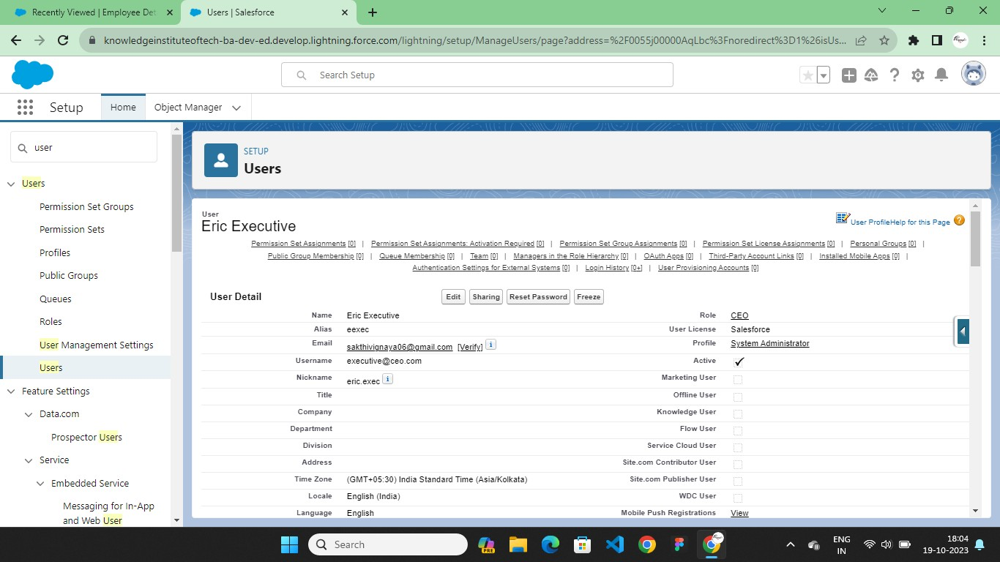 Recently Viewed | Employee Det
Users | Salesforce
knowledgeinstituteoftech-ba-dev-ed.develop.lightning.force.com/lightning/setup/ManageUsers/page?address=%2F0055j00000AqLbc%3Fnoredirect%3D1%26isUs...
Search Setup
Setup
Home
Object Manager
user
Users
Permission Set Groups
Permission Sets
Profiles
Public Groups
Queues
Roles
User Management Settings
Users
Feature Settings
Data.com
Prospector Users
Service
Embedded Service
Messaging for In-App
and Web User
SETUP
Users
User
Eric Executive
User Profile Help for this Page ?
Permission Set Assignments [0] | Permission Set Assignments: Activation Required [0] | Permission Set Group Assignments [0] | Permission Set License Assignments [0] | Personal Groups [0] |
Public Group Membership [0] | Queue Membership [0] | Team [0] | Managers in the Role Hierarchy [0] | OAuth Apps [0] | Third-Party Account Links [0] | Installed Mobile Apps [0] |
Authentication Settings for External Systems [0] | Login History [0+] | User Provisioning Accounts [0]
User Detail
Edit Sharing Reset Password Freeze
Name Eric Executive Role CEO
Alias eexec User License Salesforce
Email sakthivignaya06@gmail.com [Verify] i Profile System Administrator
Username executive@ceo.com Active
Nickname eric.exec i Marketing User
Title Offline User
Company Knowledge User
Department Flow User
Division Service Cloud User
Address Site.com Contributor User
Time Zone (GMT+05:30) India Standard Time (Asia/Kolkata) Site.com Publisher User
Locale English (India) WDC User
Language English Mobile Push Registrations View
Search
PRE
ENG
IN
18:04
19-10-2023